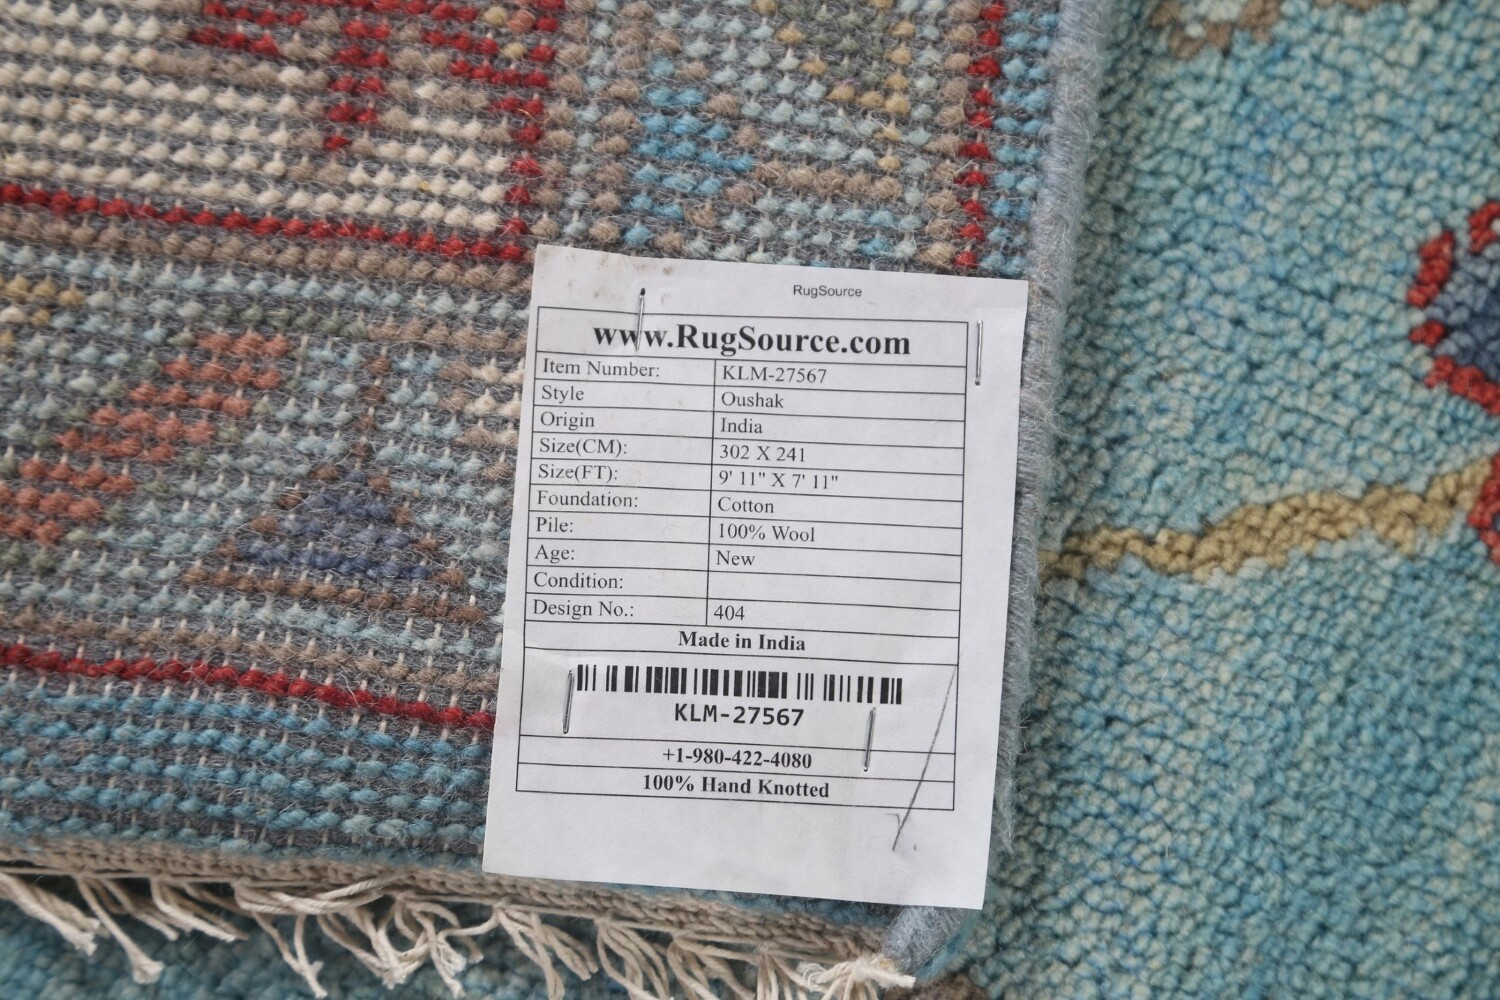 RugSource
www.RugSource.com
Item Number: KLM-27567
Style Oushak
Origin India
Size(CM): 302 X 241
Size(FT): 9' 11" X 7' 11"
Foundation: Cotton
Pile: 100% Wool
Age: New
Condition:
Design No.: 404
Made in India
KLM-27567
+1-980-422-4080
100% Hand Knotted